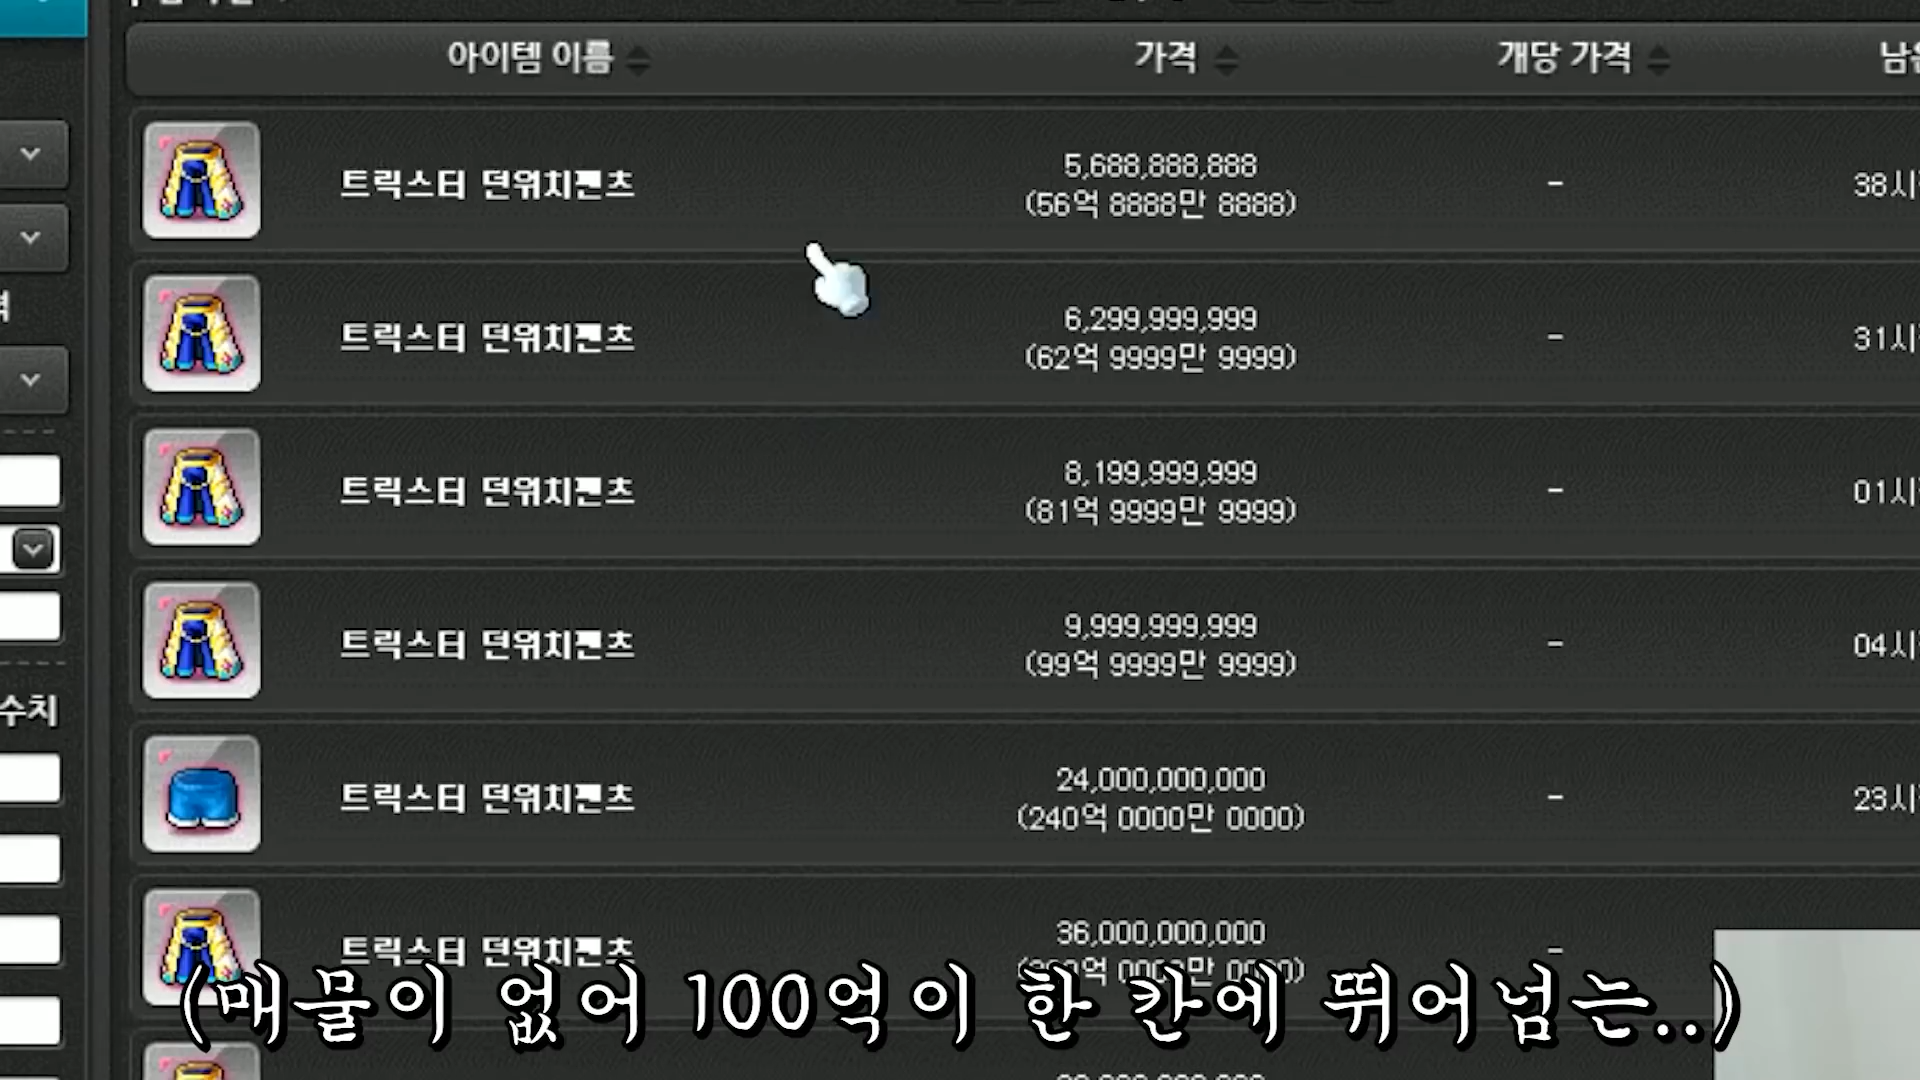 아이템 이름 가격 개당 가격
트릭스터 던위치팬츠 5,688,888,888 - 38시
(56억 8888만 8888)
트릭스터 던위치팬츠 6,299,999,999 - 31시
(62억 9999만 9999)
트릭스터 던위치팬츠 8,199,999,999 - 01시
(81억 9999만 9999)
트릭스터 던위치팬츠 9,999,999,999 - 04시
(99억 9999만 9999)
수치
트릭스터 던위치팬츠 24,000,000,000 - 23시
(240억 0000만 0000)
트릭스터 던위치팬츠 36,000,000,000 -
(매물이 없어 100억이 한 칸에 뛰어넘는..)